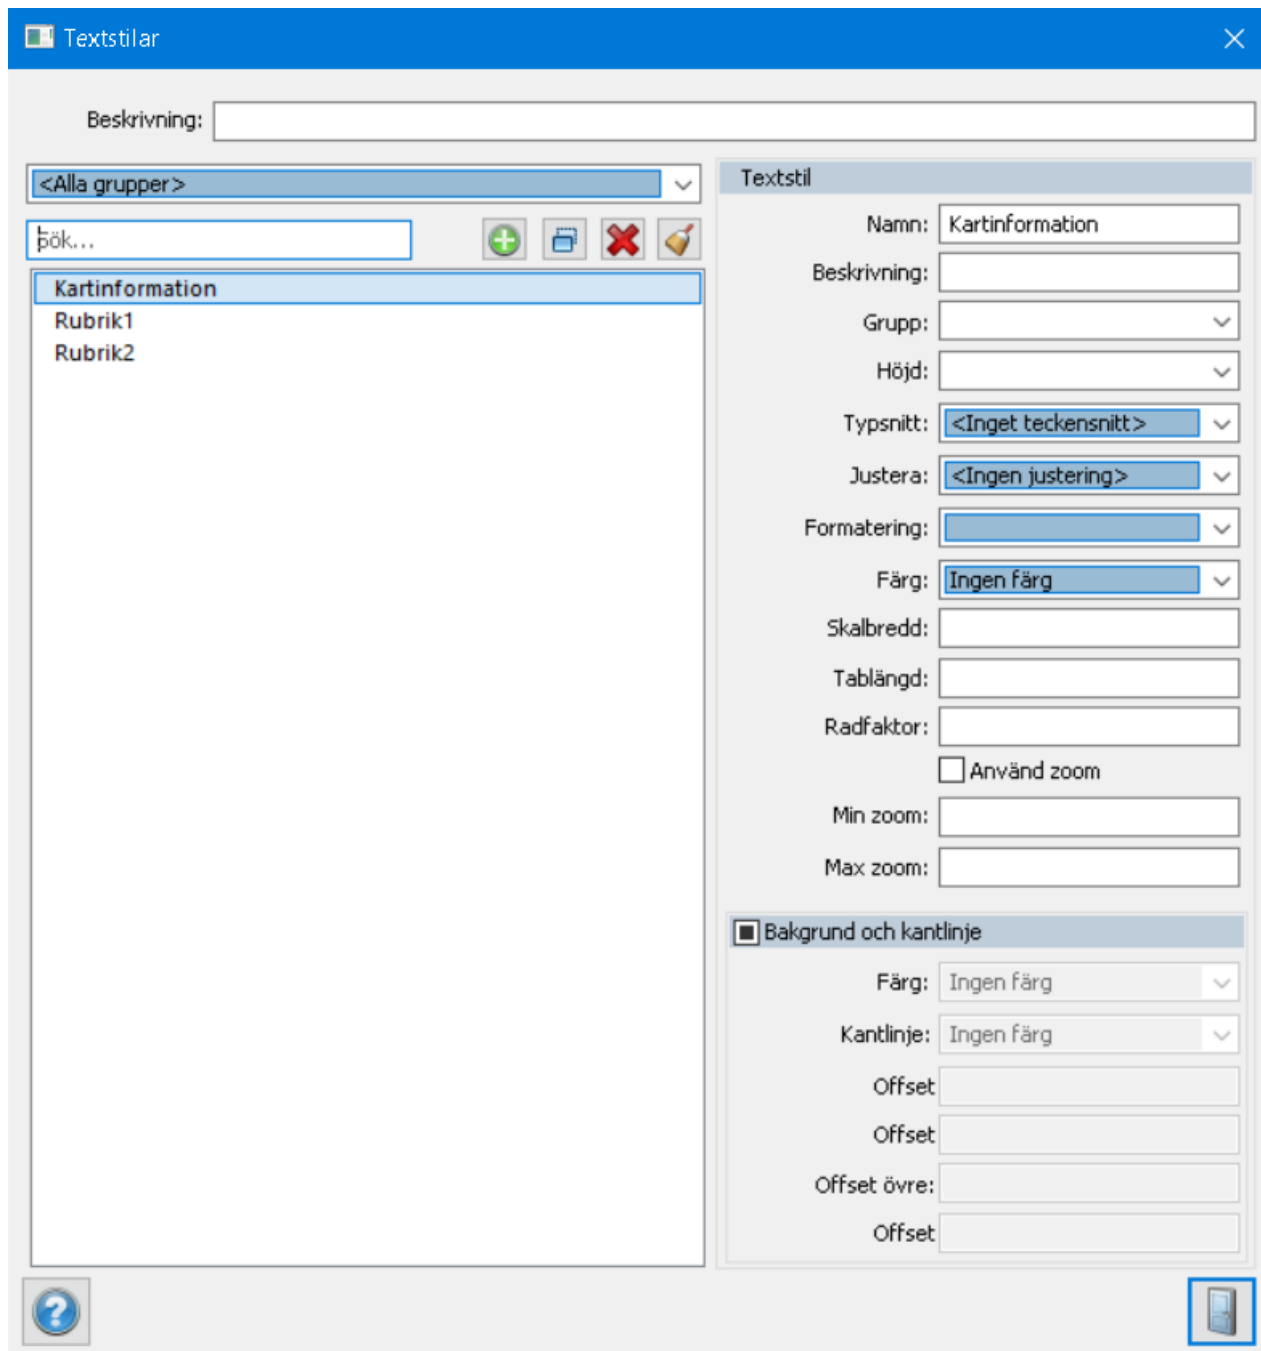 Textstilar
Beskrivning:
<Alla grupper>
Sök...
Kartinformation
Rubrik1
Rubrik2
Textstil
Namn: Kartinformation
Beskrivning:
Grupp:
Höjd:
Typsnitt: <Inget teckensnitt>
Justera: <Ingen justering>
Formatering:
Färg: Ingen färg
Skalbredd:
Tablängd:
Radfaktor:
Använd zoom
Min zoom:
Max zoom:
Bakgrund och kantlinje
Färg: Ingen färg
Kantlinje: Ingen färg
Offset
Offset
Offset övre:
Offset